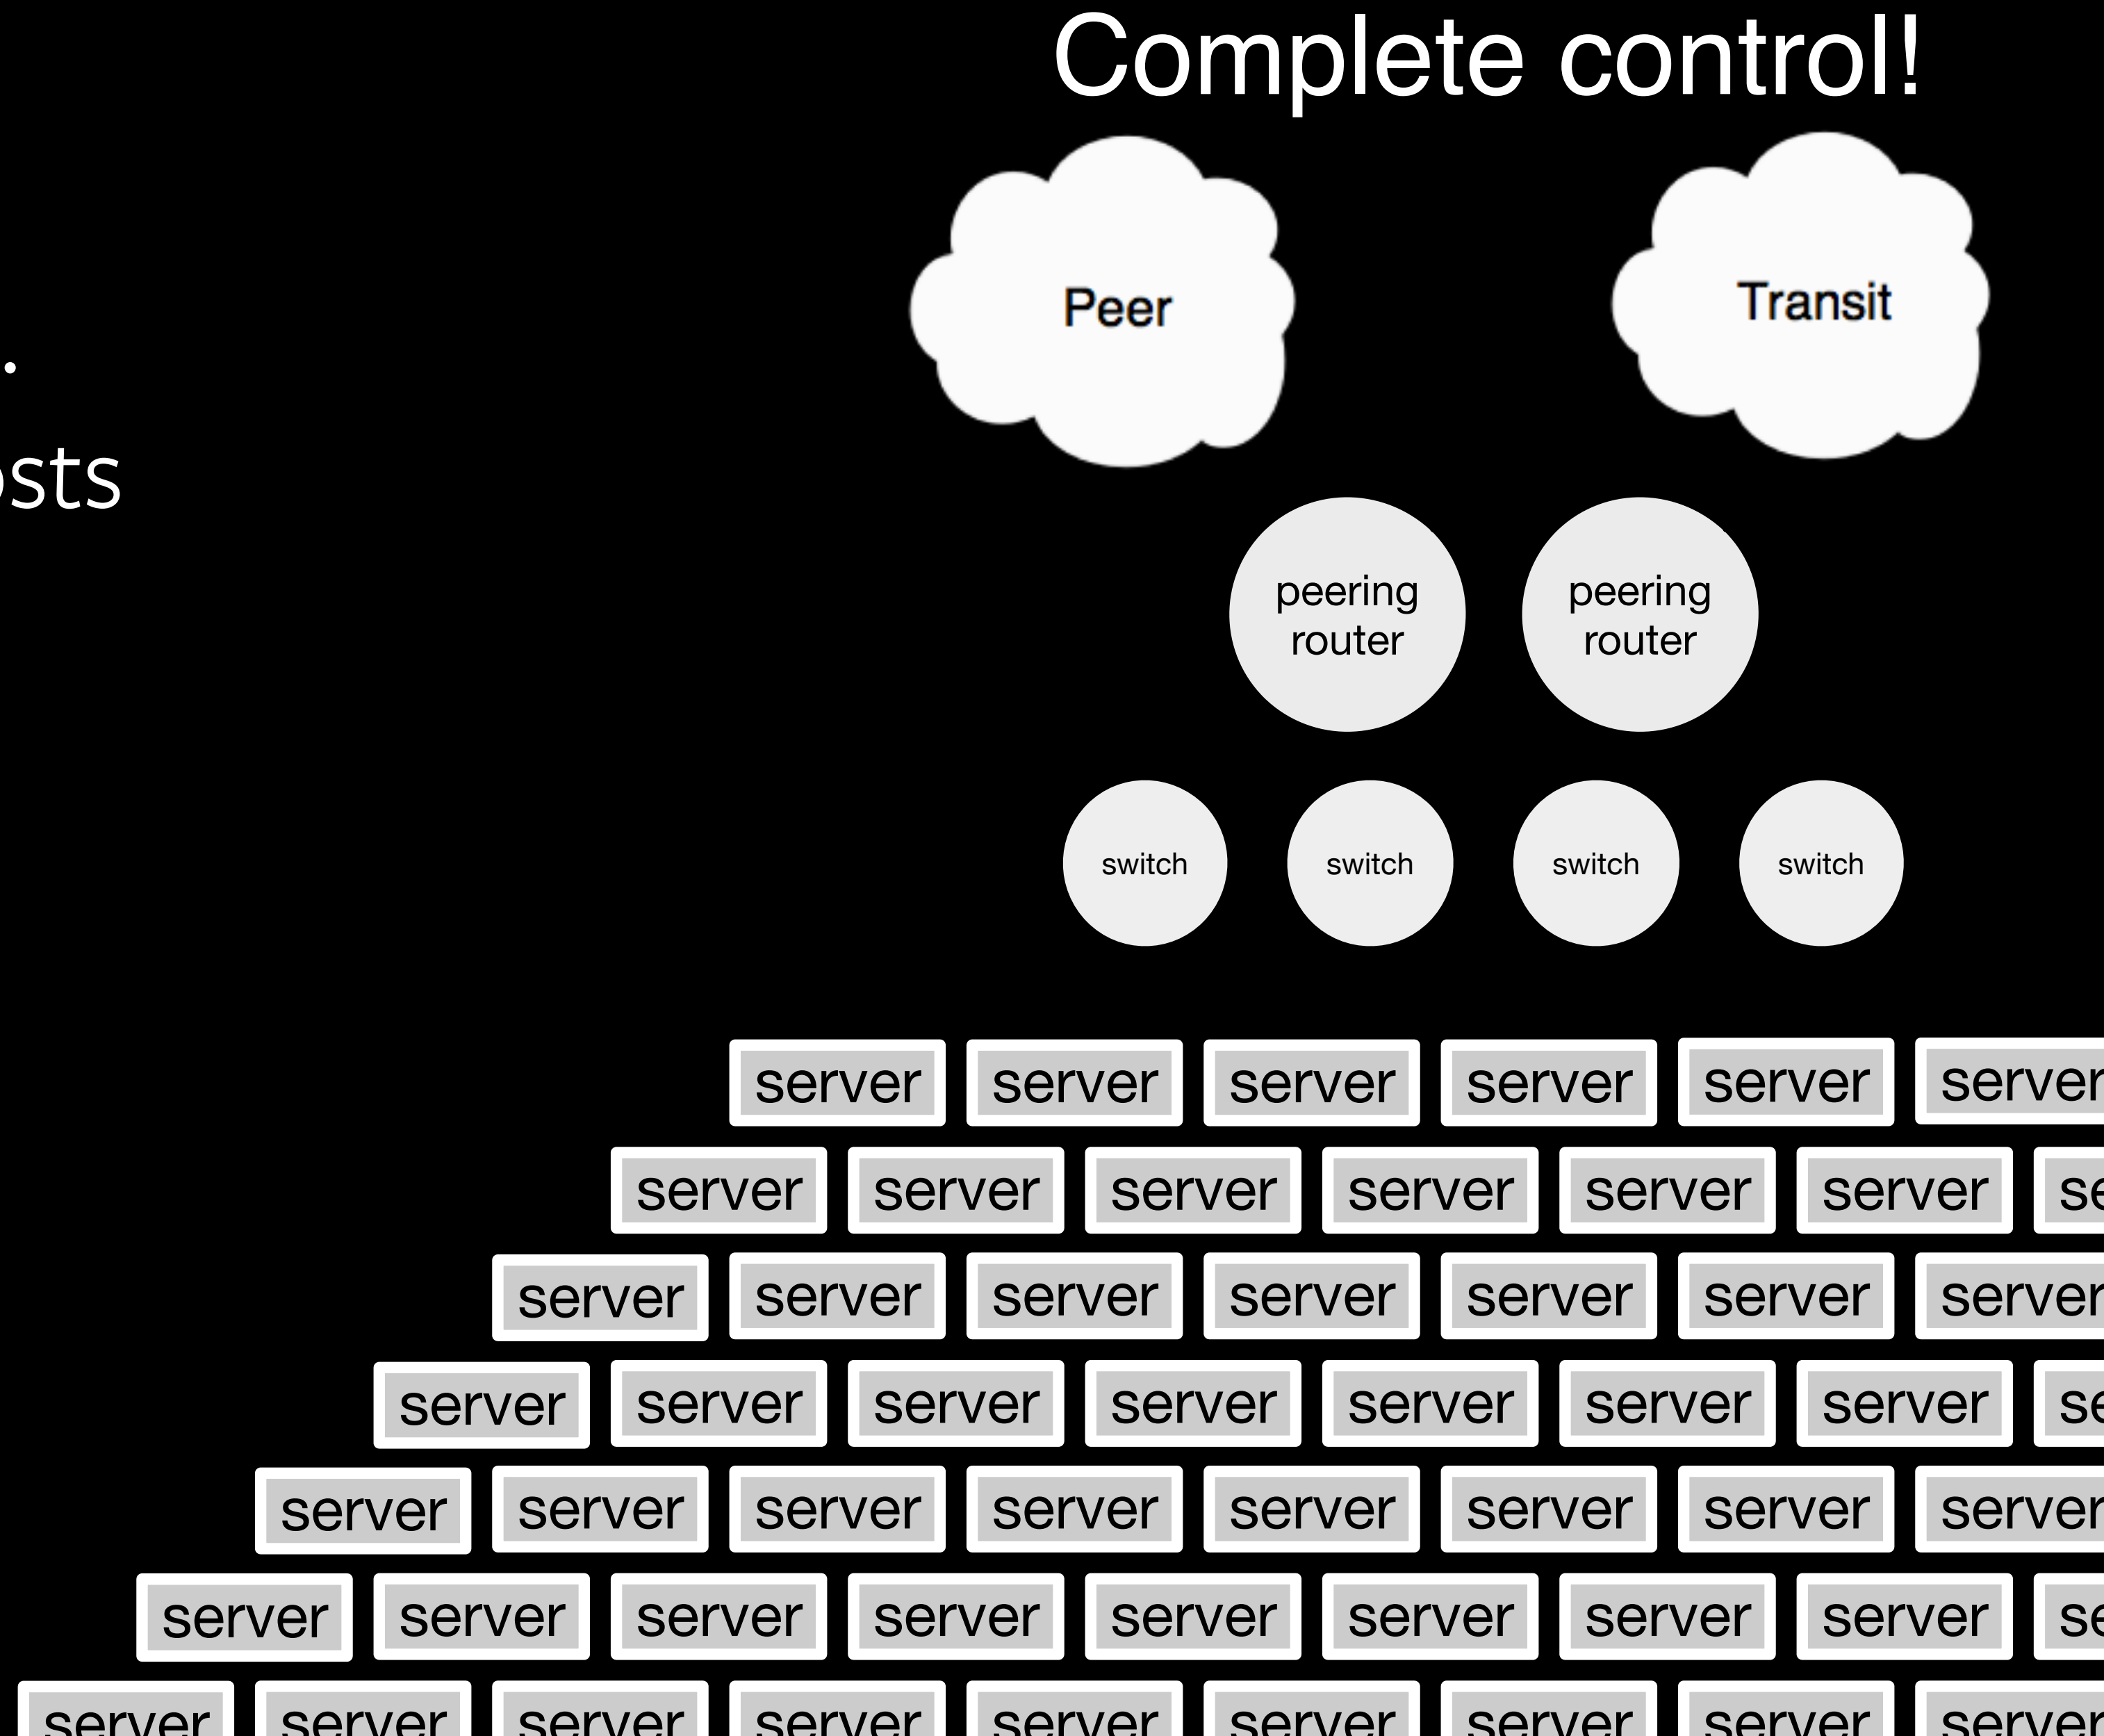 Complete control!
Peer
Transit
.
peering
router
peering
router
switch switch switch switch
server server server server server server
server server server server server server
server server server server server server server
server server server server server server server
server server server server server server server server
server server server server server server server server
server server server server server server server server server